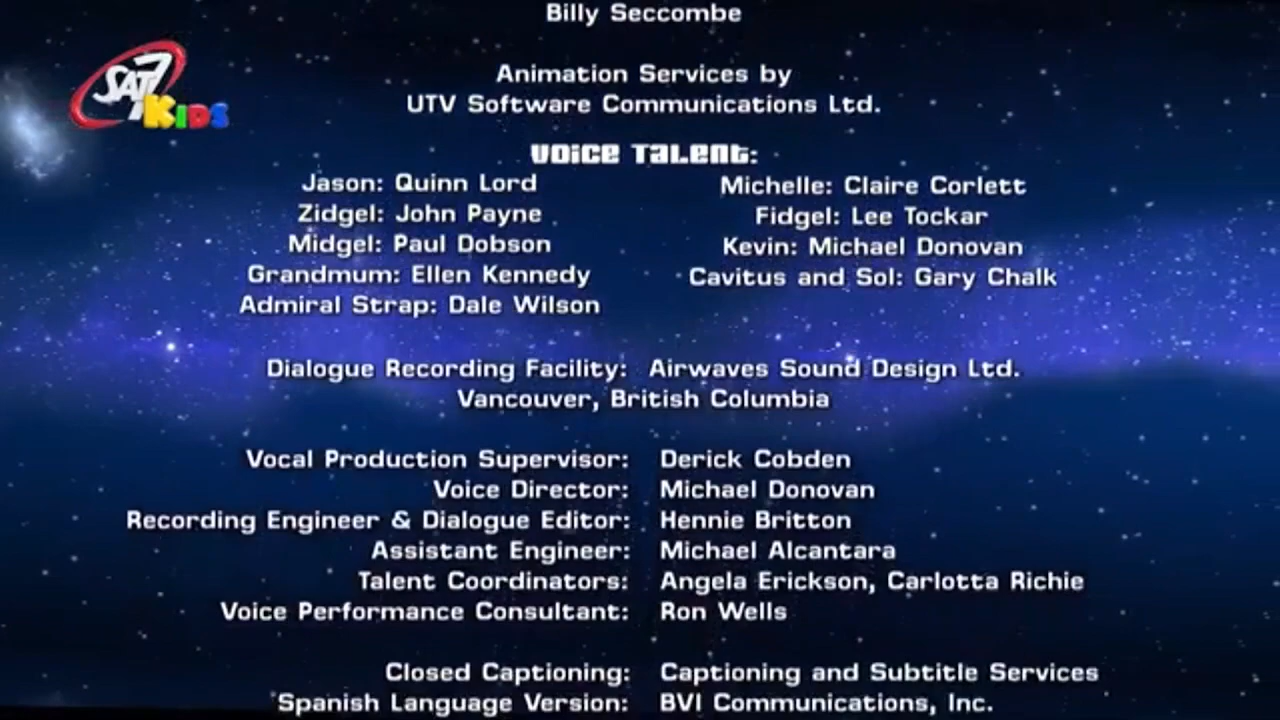 Billy Seccombe
SAT7
KIDS
Animation Services by
UTV Software Communications Ltd.
Voice Talent:
Jason: Quinn Lord
Michelle: Claire Corlett
Zidgel: John Payne
Fidgel: Lee Tockar
Midgel: Paul Dobson
Kevin: Michael Donovan
Grandmum: Ellen Kennedy
Cavitus and Sol: Gary Chalk
Admiral Strap: Dale Wilson
Dialogue Recording Facility: Airwaves Sound Design Ltd.
Vancouver, British Columbia
Vocal Production Supervisor: Derick Cobden
Voice Director: Michael Donovan
Recording Engineer & Dialogue Editor: Hennie Britton
Assistant Engineer: Michael Alcantara
Talent Coordinators: Angela Erickson, Carlotta Richie
Voice Performance Consultant: Ron Wells
Closed Captioning: Captioning and Subtitle Services
Spanish Language Version: BVI Communications, Inc.